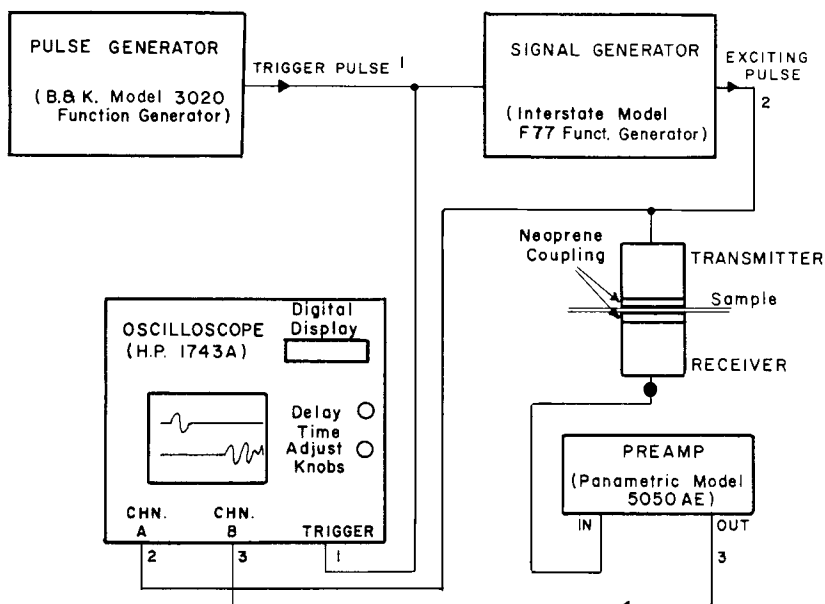 PULSE GENERATOR
(B.& K. Model 3020
Function Generator)
TRIGGER PULSE 1
SIGNAL GENERATOR
(Interstate Model
F77 Funct. Generator)
EXCITING
PULSE
2
Neoprene
Coupling
TRANSMITTER
Sample
RECEIVER
OSCILLOSCOPE
(H.P. 1743A)
Digital
Display
Delay
Time
Adjust
Knobs
CHN.
A
CHN.
B
TRIGGER
2
3
1
PREAMP
(Panametric Model
5050 AE)
IN
OUT
3